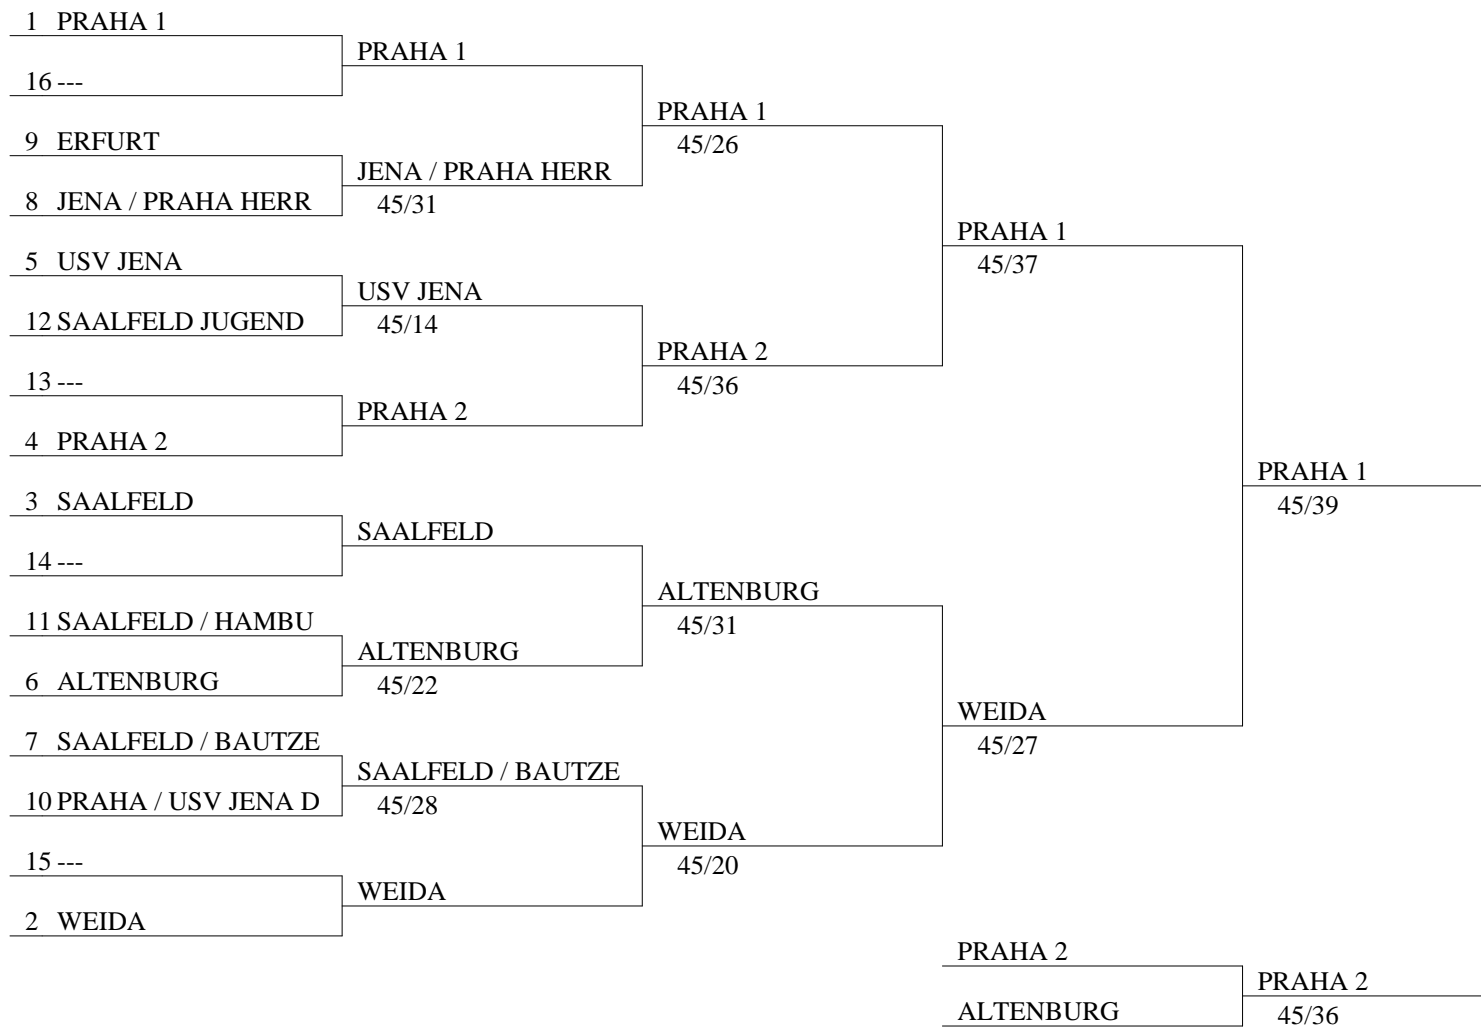 1 PRAHA 1
16 ---
9 ERFURT
8 JENA / PRAHA HERR
5 USV JENA
12 SAALFELD JUGEND
13 ---
4 PRAHA 2
3 SAALFELD
14 ---
11 SAALFELD / HAMBU
6 ALTENBURG
7 SAALFELD / BAUTZE
10 PRAHA / USV JENA D
15 ---
2 WEIDA
PRAHA 1
JENA / PRAHA HERR
45/31
USV JENA
45/14
PRAHA 2
SAALFELD
ALTENBURG
45/22
SAALFELD / BAUTZE
45/28
WEIDA
PRAHA 1
45/26
PRAHA 2
45/36
ALTENBURG
45/31
WEIDA
45/20
PRAHA 1
45/37
WEIDA
45/27
PRAHA 1
45/39
PRAHA 2
ALTENBURG
PRAHA 2
45/36